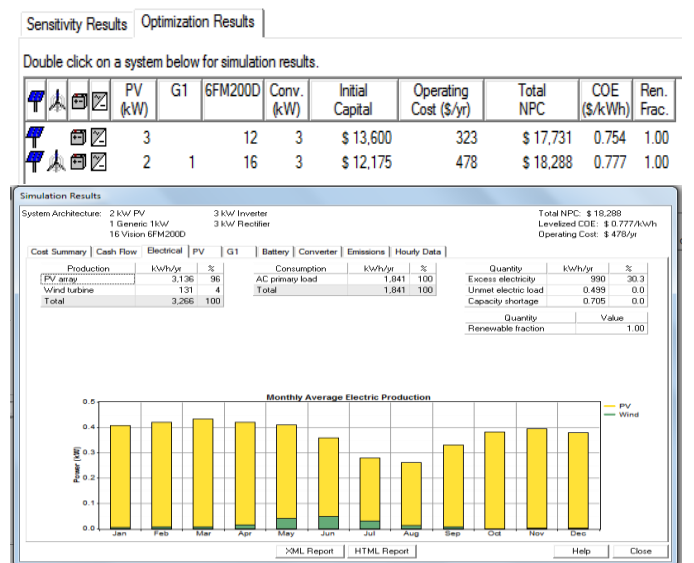 Sensitivity Results Optimization Results
Double click on a system below for simulation results.
PV (kW) G1 6FM200D Conv. (kW) Initial Capital Operating Cost ($/yr) Total NPC COE ($/kWh) Ren. Frac.
3 12 3 $ 13,600 323 $ 17,731 0.754 1.00
2 1 16 3 $ 12,175 478 $ 18,288 0.777 1.00
Simulation Results
System Architecture: 2 kW PV 3 kW Inverter Total NPC: $ 18,288
1 Generic 1kW 3 kW Rectifier Levelized COE: $ 0.777/kWh
16 Vision 6FM200D Operating Cost: $ 478/yr
Cost Summary Cash Flow Electrical PV G1 Battery Converter Emissions Hourly Data
Production kWh/yr % Consumption kWh/yr % Quantity kWh/yr %
PV array 3,136 96 AC primary load 1,841 100 Excess electricity 990 30.3
Wind turbine 131 4 Total 1,841 100 Unmet electric load 0.499 0.0
Total 3,266 100 Capacity shortage 0.705 0.0
Quantity Value
Renewable fraction 1.00
Monthly Average Electric Production
Power (kW)
0.5
0.4
0.3
0.2
0.1
0.0
Jan Feb Mar Apr May Jun Jul Aug Sep Oct Nov Dec
PV
Wind
XML Report HTML Report Help Close